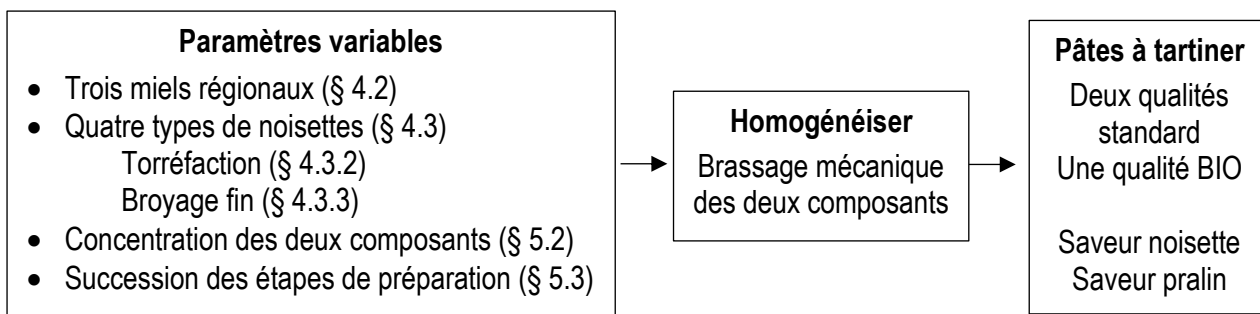 Paramètres variables
• Trois miels régionaux (§ 4.2)
• Quatre types de noisettes (§ 4.3)
Torréfaction (§ 4.3.2)
Broyage fin (§ 4.3.3)
• Concentration des deux composants (§ 5.2)
• Succession des étapes de préparation (§ 5.3)
Homogénéiser
Brassage mécanique
des deux composants
Pâtes à tartiner
Deux qualités
standard
Une qualité BIO
Saveur noisette
Saveur pralin